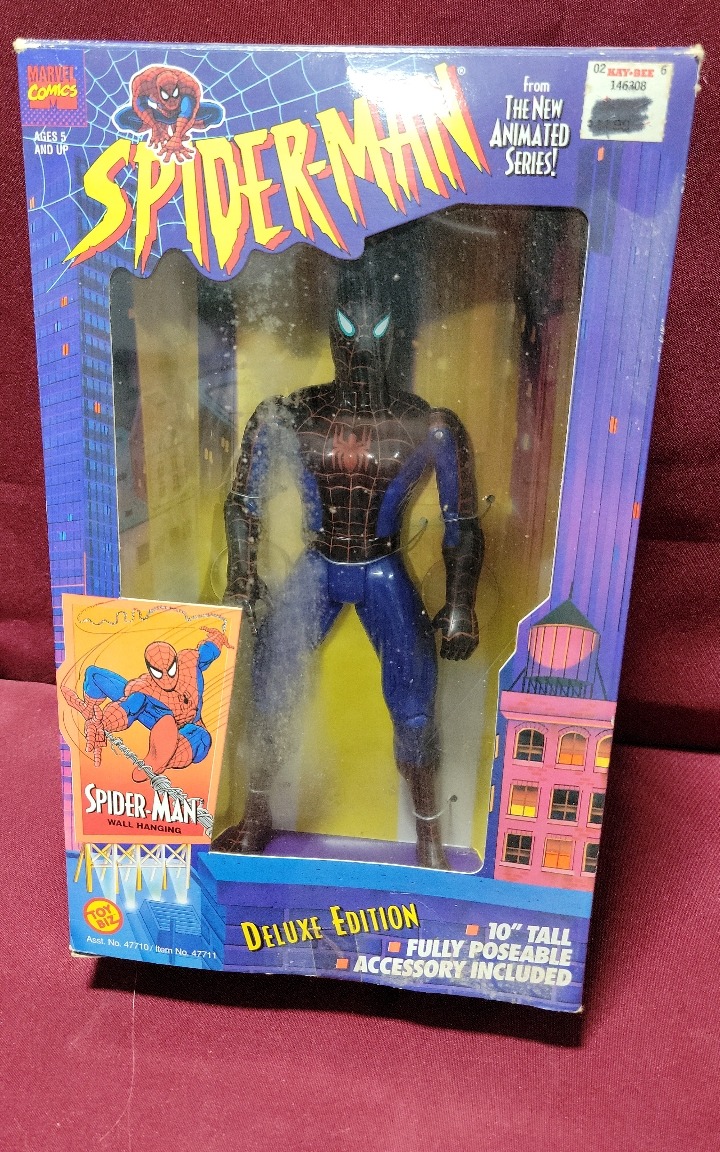 MARVEL
COMICS
M
AGES 5
AND UP
SPIDER-MAN®
From
THE NEW
ANIMATED
SERIES!
02 KAY·BEE 6
146308
SPIDER-MAN
WALL HANGING
TOY
BIZ
Asst. No. 47710 / Item No. 47711
DELUXE EDITION
10" TALL
FULLY POSEABLE
ACCESSORY INCLUDED